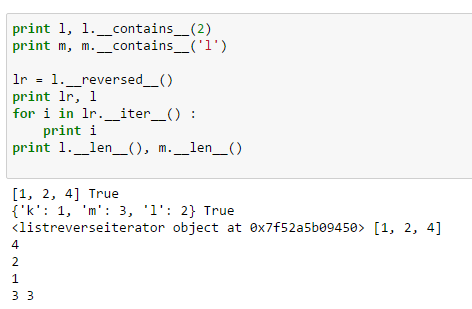 print l, l.__contains__(2)
print m, m.__contains__('l')
lr = l.__reversed__()
print lr, l
for i in lr.__iter__() :
    print i
print l.__len__(), m.__len__()
[1, 2, 4] True
{'k': 1, 'm': 3, 'l': 2} True
<listreverseiterator object at 0x7f52a5b09450> [1, 2, 4]
4
2
1
3 3